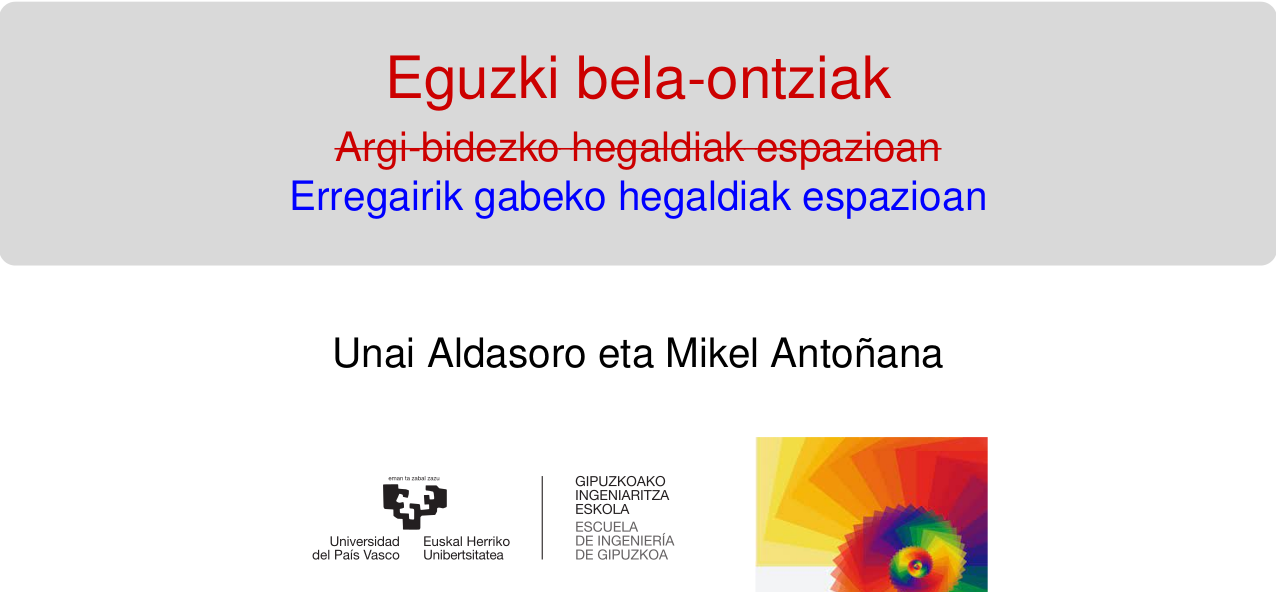 Eguzki bela-ontziak
Argi-bidezko hegaldiak espazioan
Erregairik gabeko hegaldiak espazioan
Unai Aldasoro eta Mikel Antoñana
eman ta zabal zazu
Universidad
del País Vasco
Euskal Herriko
Unibertsitatea
GIPUZKOAKO
INGENIARITZA
ESKOLA
ESCUELA
DE INGENIERÍA
DE GIPUZKOA